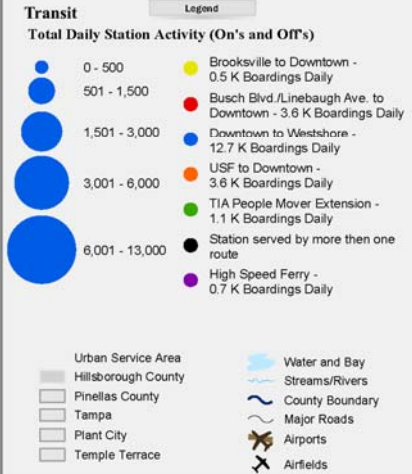 Legend
Transit
Total Daily Station Activity (On's and Off's)
0 - 500
501 - 1,500
1,501 - 3,000
3,001 - 6,000
6,001 - 13,000
Brooksville to Downtown -
0.5 K Boardings Daily
Busch Blvd./Linebaugh Ave. to
Downtown - 3.6 K Boardings Daily
Downtown to Westshore -
12.7 K Boardings Daily
USF to Downtown -
3.6 K Boardings Daily
TIA People Mover Extension -
1.1 K Boardings Daily
Station served by more then one
route
High Speed Ferry -
0.7 K Boardings Daily
Urban Service Area
Hillsborough County
Pinellas County
Tampa
Plant City
Temple Terrace
Water and Bay
Streams/Rivers
County Boundary
Major Roads
Airports
Airfields